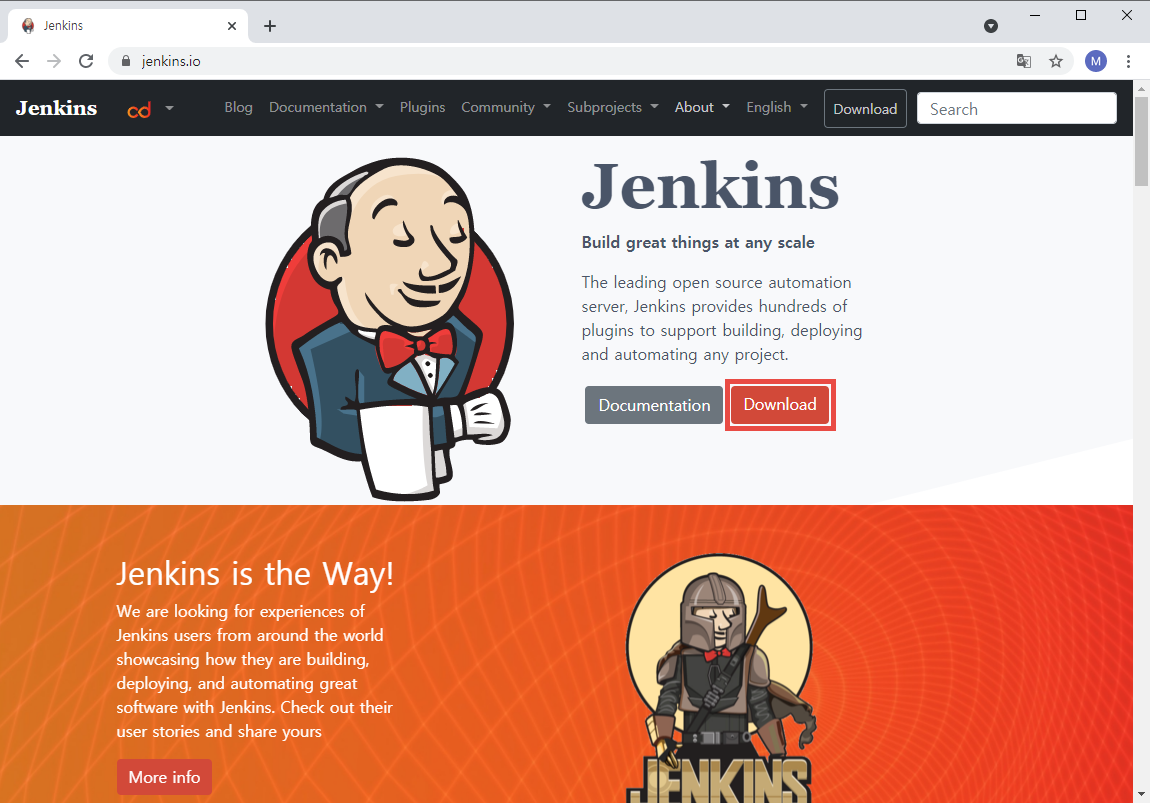 Jenkins
jenkins.io
M
Jenkins
cd
Blog
Documentation
Plugins
Community
Subprojects
About
English
Download
Search
Jenkins
Build great things at any scale
The leading open source automation
server, Jenkins provides hundreds of
plugins to support building, deploying
and automating any project.
Documentation
Download
Jenkins is the Way!
We are looking for experiences of
Jenkins users from around the world
showcasing how they are building,
deploying, and automating great
software with Jenkins. Check out their
user stories and share yours
More info
JENKINS